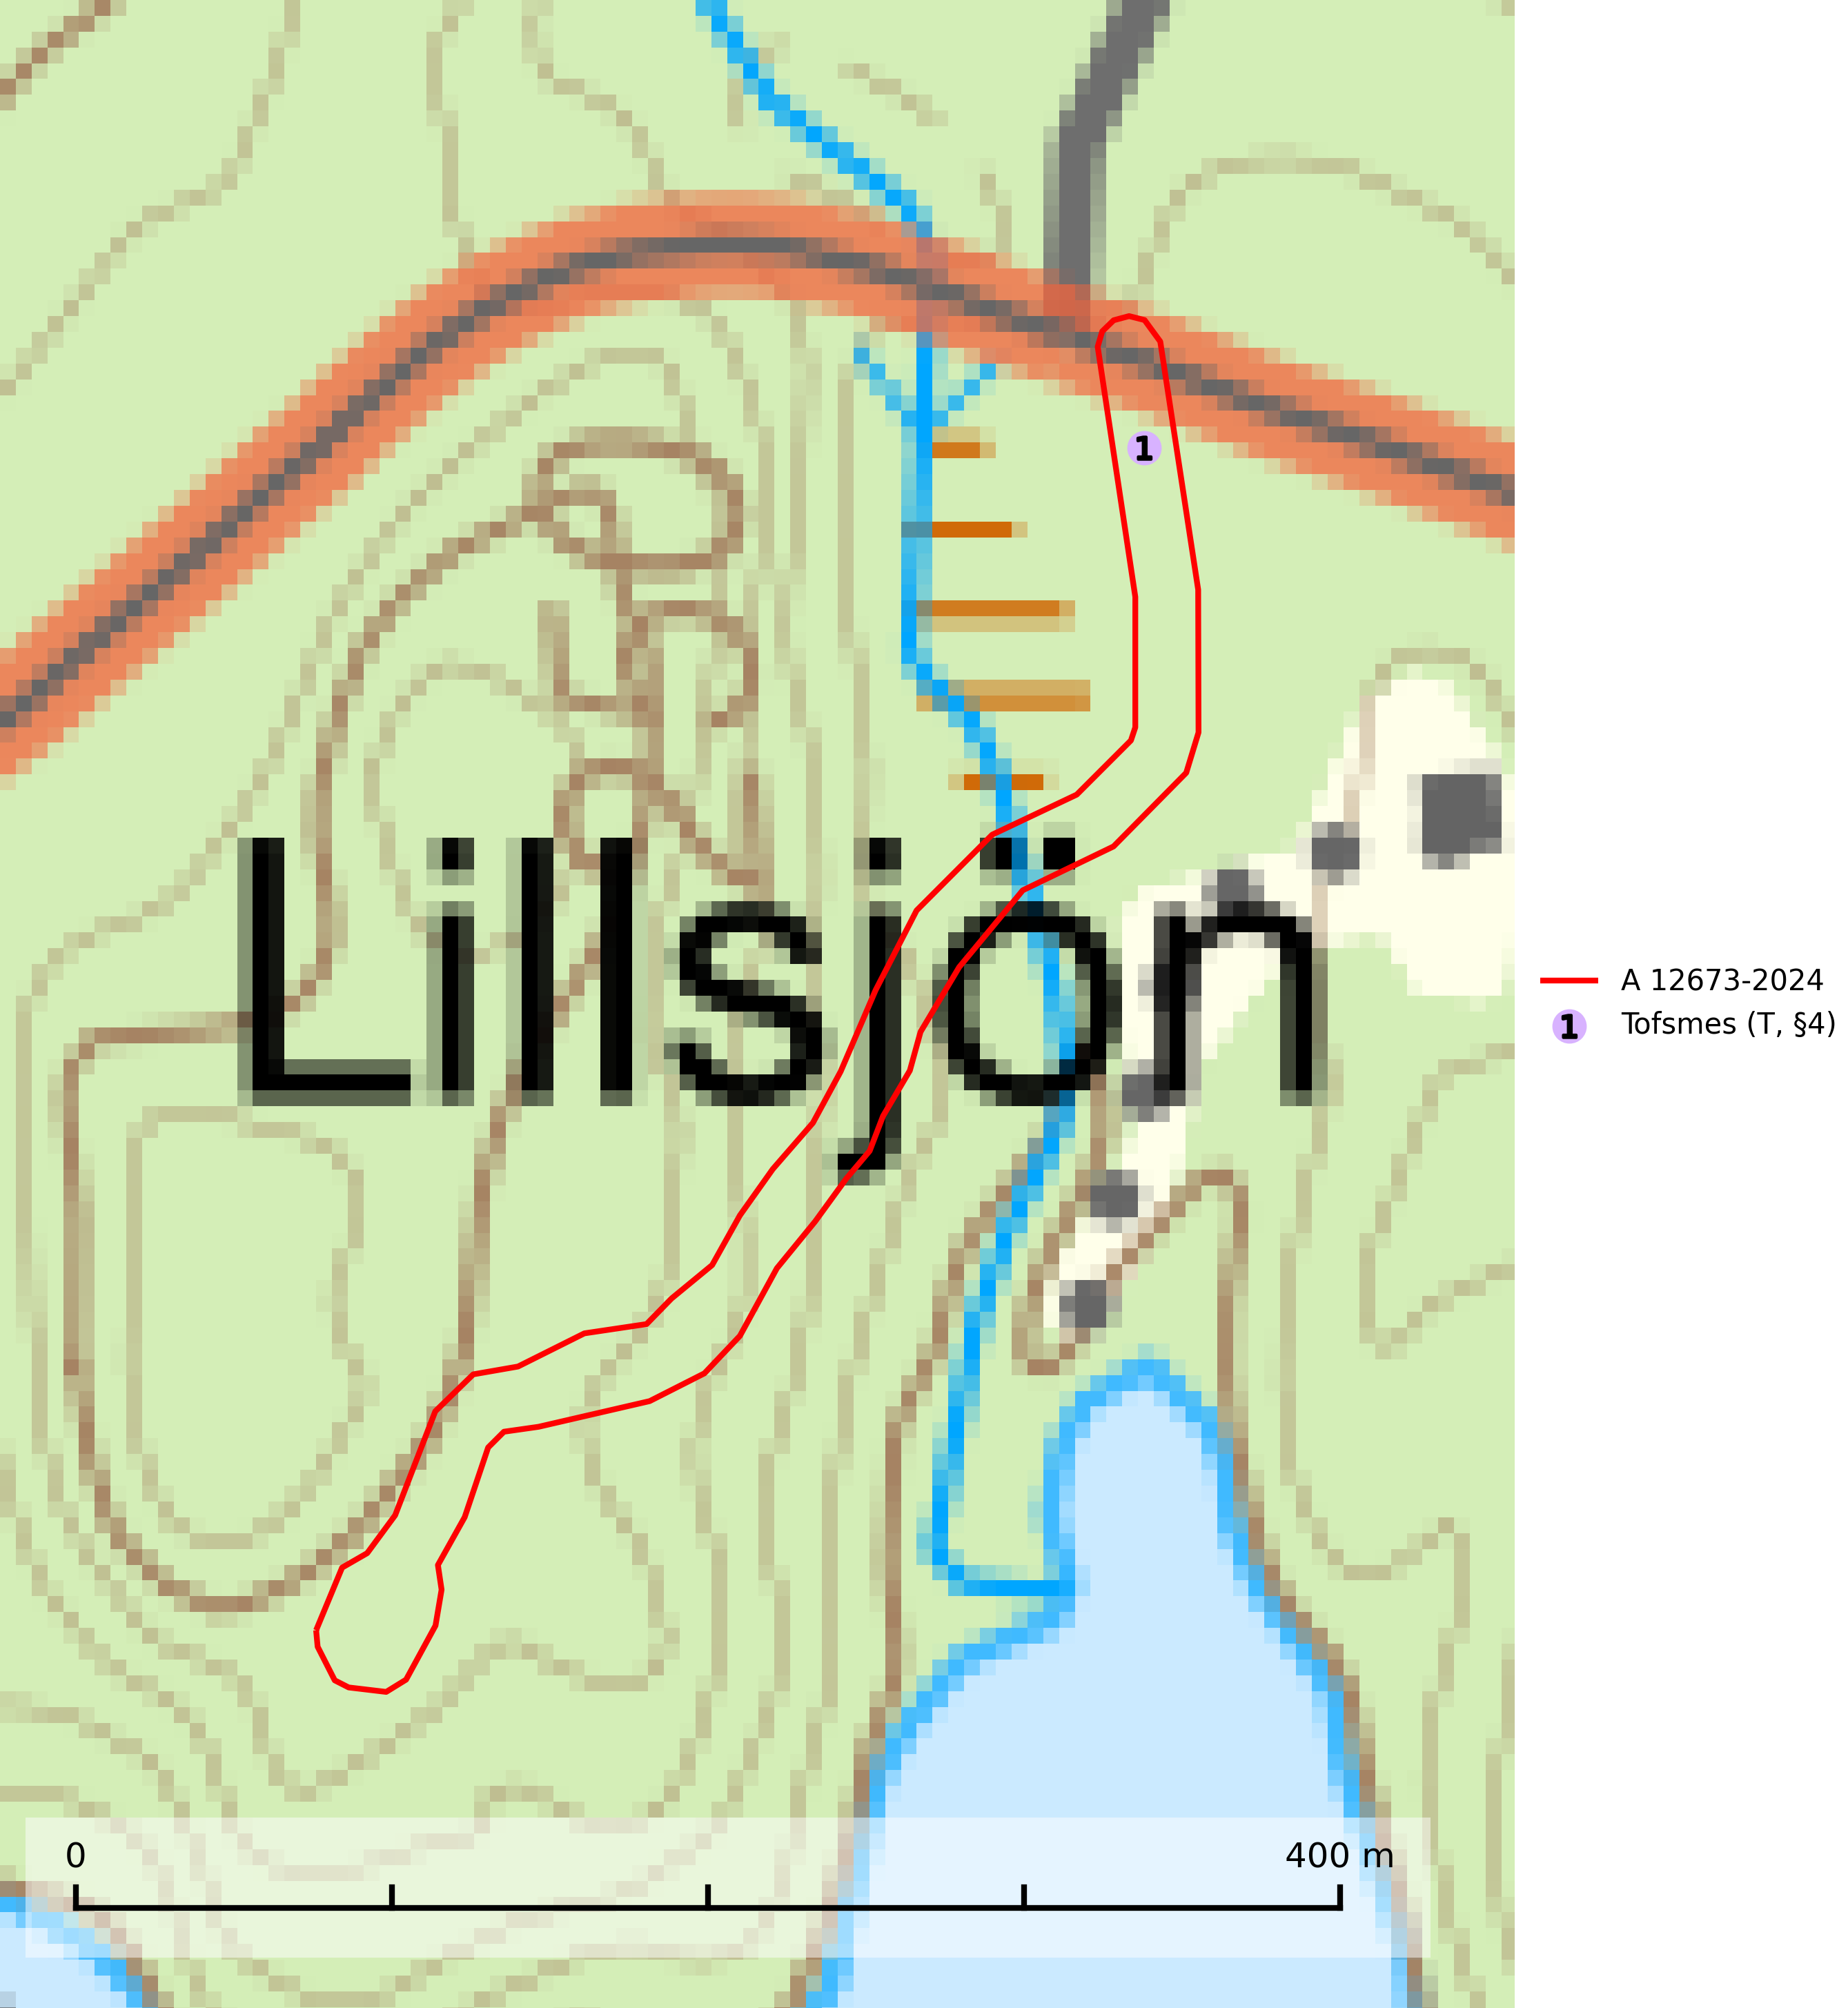 1
Lillsjön
A 12673-2024
1 Tofsmes (T, §4)
0 400 m